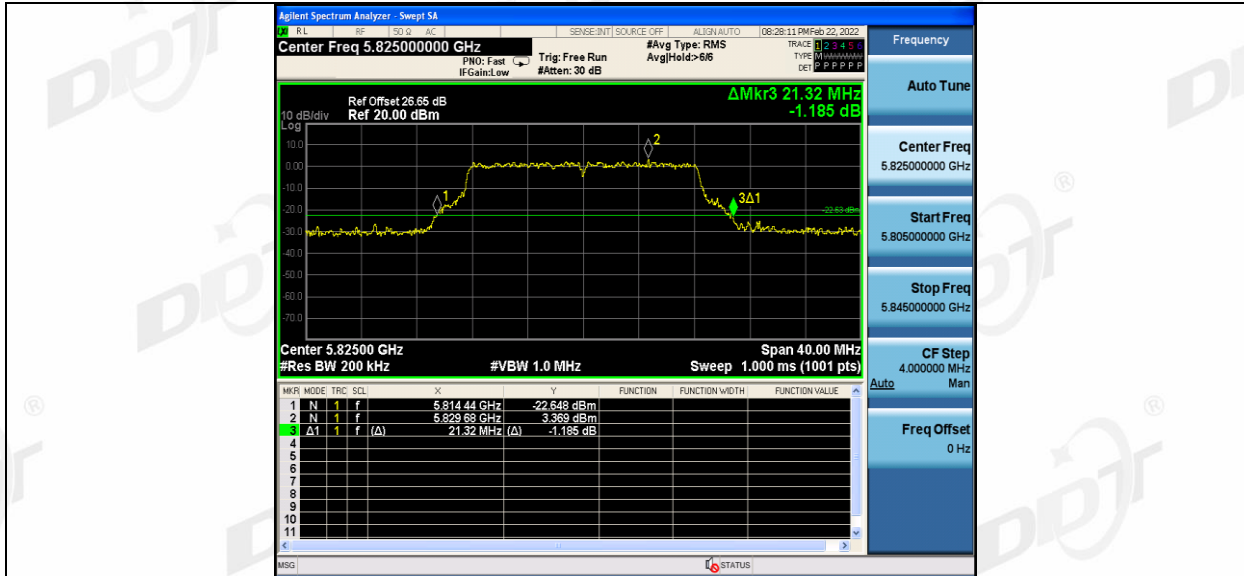 Agilent Spectrum Analyzer - Swept SA
RL RF 50 Ω AC SENSE:INT SOURCE OFF ALIGN AUTO 08:28:11 PM Feb 22, 2022
Center Freq 5.825000000 GHz
PNO: Fast
IFGain:Low
Trig: Free Run
#Atten: 30 dB
#Avg Type: RMS
Avg|Hold:>6/6
TRACE 1 2 3 4 5 6
TYPE M W W W W W
DET P P P P P P
ΔMkr3 21.32 MHz
-1.185 dB
Ref Offset 26.65 dB
10 dB/div Ref 20.00 dBm
Log
10.0
0.00
-10.0
-20.0
-30.0
-40.0
-50.0
-60.0
-70.0
1
2
3Δ1
-22.63 dBm
Center 5.82500 GHz Span 40.00 MHz
#Res BW 200 kHz #VBW 1.0 MHz Sweep 1.000 ms (1001 pts)
MKR MODE TRC SCL X Y FUNCTION FUNCTION WIDTH FUNCTION VALUE
1 N 1 f 5.814 44 GHz -22.648 dBm
2 N 1 f 5.829 68 GHz 3.369 dBm
3 Δ1 1 f (Δ) 21.32 MHz (Δ) -1.185 dB
4
5
6
7
8
9
10
11
MSG STATUS
Frequency
Auto Tune
Center Freq
5.825000000 GHz
Start Freq
5.805000000 GHz
Stop Freq
5.845000000 GHz
CF Step
4.000000 MHz
Auto Man
Freq Offset
0 Hz